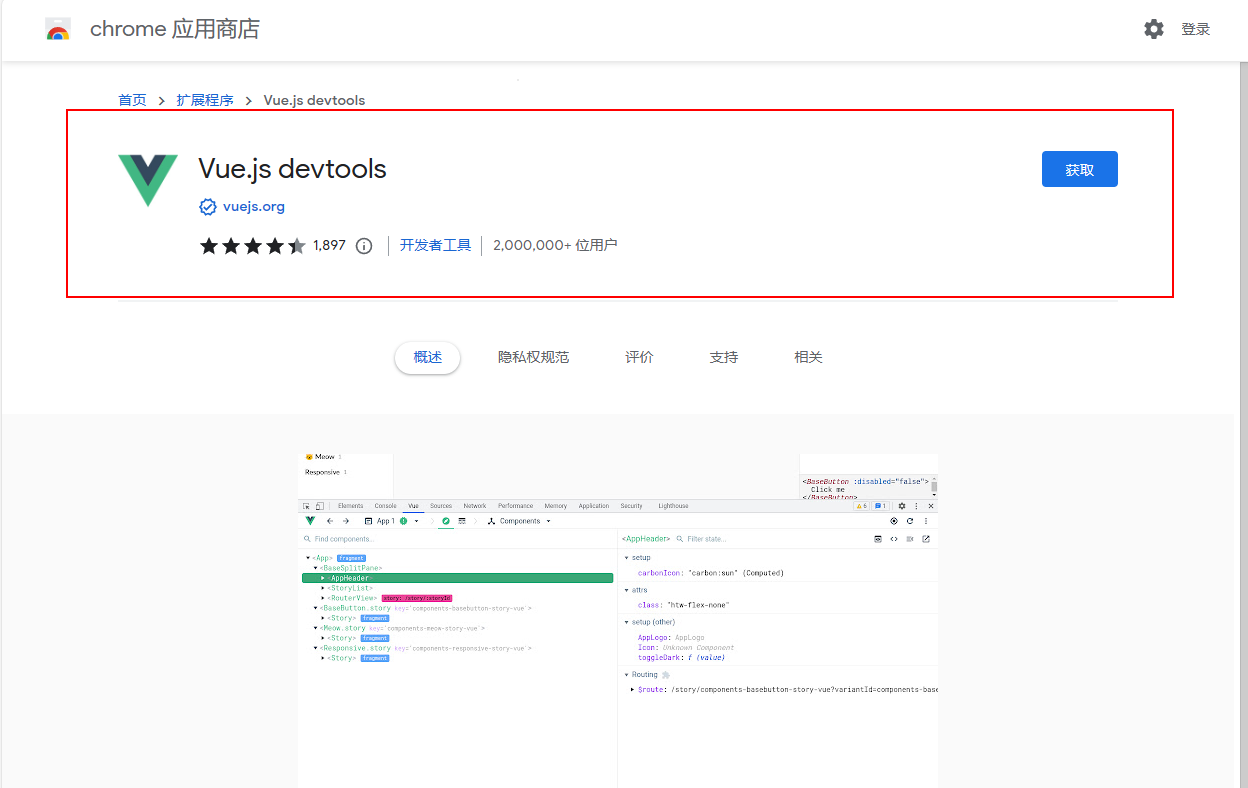 chrome 应用商店
登录
首页 > 扩展程序 > Vue.js devtools
Vue.js devtools
获取
vuejs.org
1,897
开发者工具
2,000,000+ 位用户
概述 隐私权规范 评价 支持 相关
Meow 1
Responsive 1
<BaseButton :disabled="false">
Click me
</BaseButton>
Elements Console Vue Sources Network Performance Memory Application Security Lighthouse 6 1
App 1 Components
Find components...
<AppHeader> Filter state...
<App> fragment
<BaseSplitPane>
<AppHeader>
<StoryList>
<RouterView> story: /story/:storyId
<BaseButton.story key='components-basebutton-story-vue'>
<Story> fragment
<Meow.story key='components-meow-story-vue'>
<Story> fragment
<Responsive.story key='components-responsive-story-vue'>
<Story> fragment
setup
carbonIcon: "carbon:sun" (Computed)
attrs
class: "htw-flex-none"
setup (other)
AppLogo: AppLogo
Icon: Unknown Component
toggleDark: f (value)
Routing
$route: /story/components-basebutton-story-vue?variantId=components-base